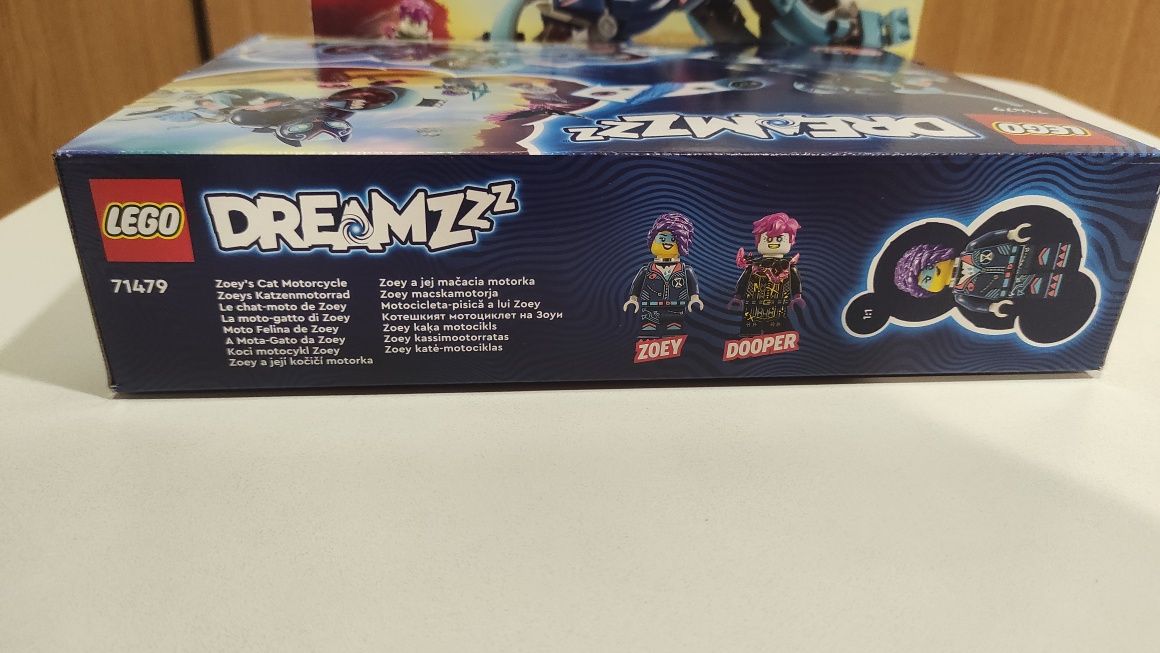 DREAMZzz
LEGO
71479
LEGO
DREAMZzz
71479
Zoey's Cat Motorcycle
Zoeys Katzenmotorrad
Le chat-moto de Zoey
La moto-gatto di Zoey
Moto Felina de Zoey
A Mota-Gato da Zoey
Koci motocykl Zoey
Zoey a její kočičí motorka
Zoey a jej mačacia motorka
Zoey macskamotorja
Motocicleta-pisică a lui Zoey
Котешкият мотоциклет на Зоуи
Zoey kaķa motocikls
Zoey kassimootorratas
Zoey katė-motociklas
ZOEY
DOOPER
1:1